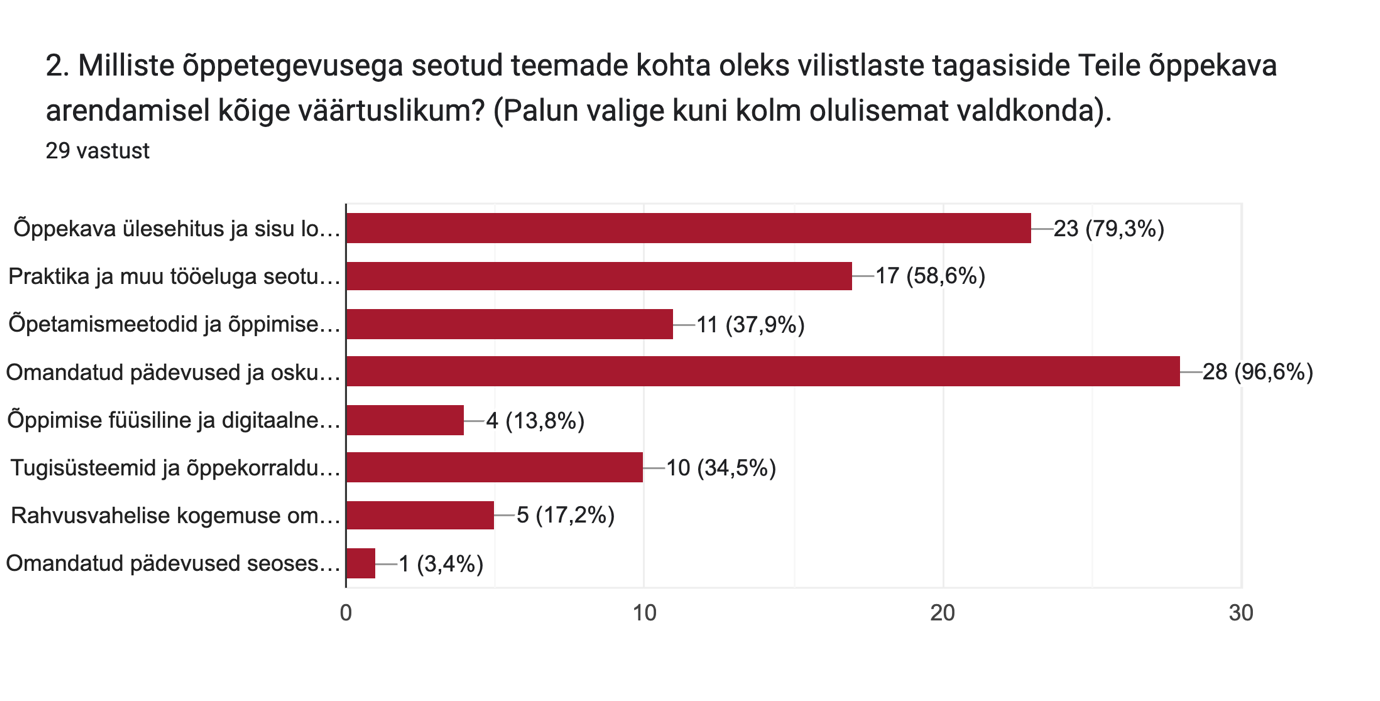 2. Milliste õppetegevusega seotud teemade kohta oleks vilistlaste tagasiside Teile õppekava
arendamisel kõige väärtuslikum? (Palun valige kuni kolm olulisemat valdkonda).
29 vastust
Õppekava ülesehitus ja sisu lo… 23 (79,3%)
Praktika ja muu tööeluga seotu… 17 (58,6%)
Õpetamismeetodid ja õppimise… 11 (37,9%)
Omandatud pädevused ja osku… 28 (96,6%)
Õppimise füüsiline ja digitaalne… 4 (13,8%)
Tugisüsteemid ja õppekorraldu… 10 (34,5%)
Rahvusvahelise kogemuse om… 5 (17,2%)
Omandatud pädevused seoses… 1 (3,4%)
0 10 20 30